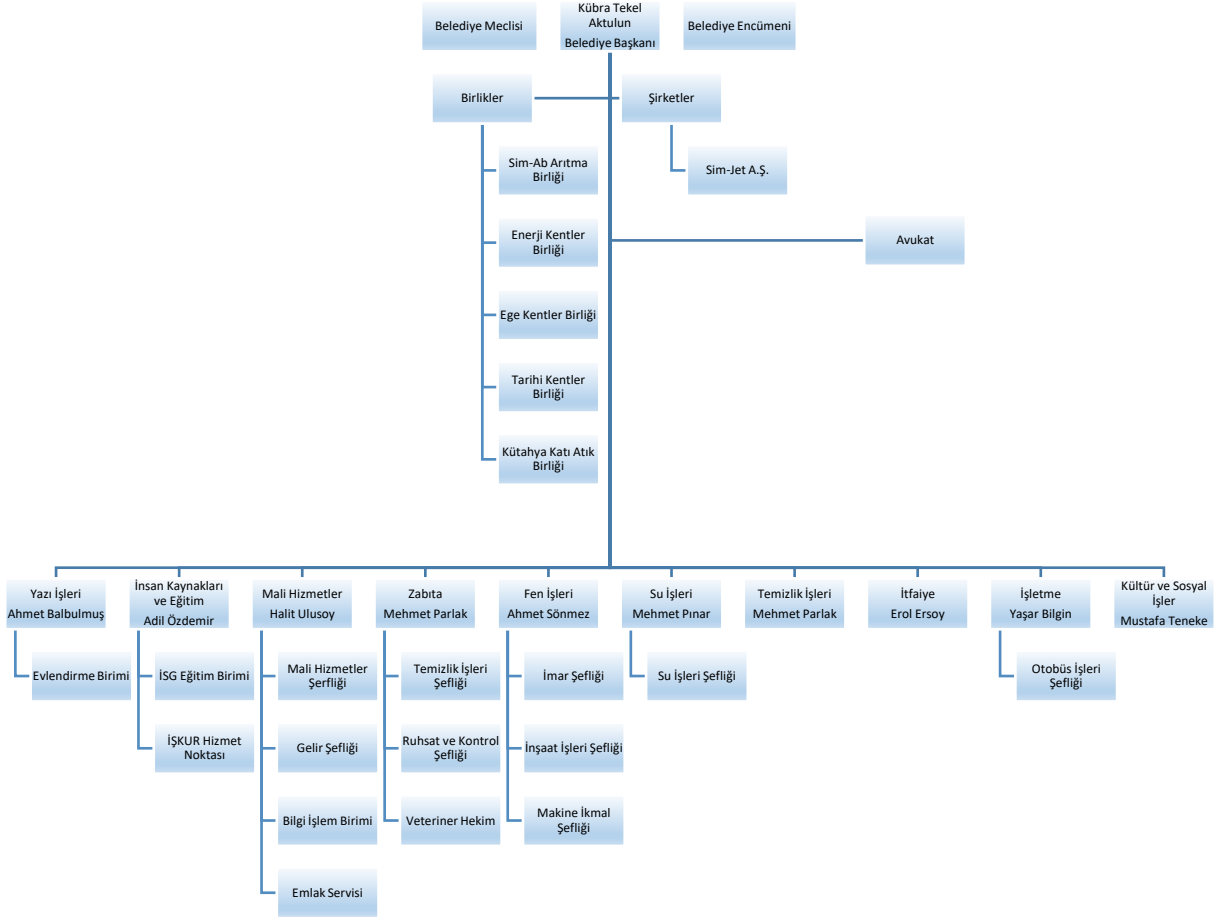 Belediye Meclisi
Kübra Tekel
Aktulun
Belediye Başkanı
Belediye Encümeni
Birlikler
Şirketler
Sim-Ab Arıtma
Birliği
Sim-Jet A.Ş.
Enerji Kentler
Birliği
Avukat
Ege Kentler Birliği
Tarihi Kentler
Birliği
Kütahya Katı Atık
Birliği
Yazı İşleri
Ahmet Balbulmuş
İnsan Kaynakları
ve Eğitim
Adil Özdemir
Mali Hizmetler
Halit Ulusoy
Zabıta
Mehmet Parlak
Fen İşleri
Ahmet Sönmez
Su İşleri
Mehmet Pınar
Temizlik İşleri
Mehmet Parlak
İtfaiye
Erol Ersoy
İşletme
Yaşar Bilgin
Kültür ve Sosyal
İşler
Mustafa Teneke
Evlendirme Birimi
İSG Eğitim Birimi
Mali Hizmetler
Şerfliği
Temizlik İşleri
Şefliği
İmar Şefliği
Su İşleri Şefliği
Otobüs İşleri
Şefliği
İŞKUR Hizmet
Noktası
Gelir Şefliği
Ruhsat ve Kontrol
Şefliği
İnşaat İşleri Şefliği
Bilgi İşlem Birimi
Veteriner Hekim
Makine İkmal
Şefliği
Emlak Servisi